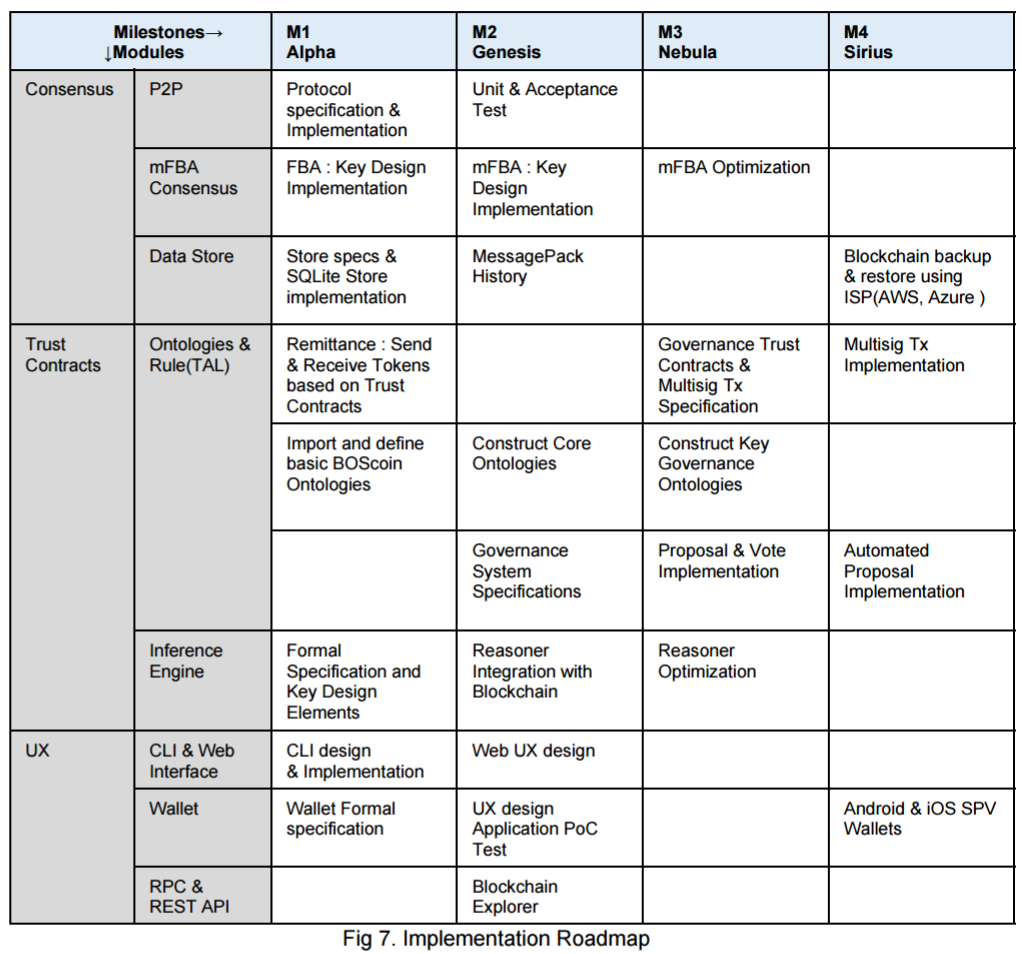 Milestones→
↓Modules
M1
Alpha
M2
Genesis
M3
Nebula
M4
Sirius
Consensus
P2P
Protocol
specification &
Implementation
Unit & Acceptance
Test
mFBA
Consensus
FBA : Key Design
Implementation
mFBA : Key
Design
Implementation
mFBA Optimization
Data Store
Store specs &
SQLite Store
implementation
MessagePack
History
Blockchain backup
& restore using
ISP(AWS, Azure )
Trust
Contracts
Ontologies &
Rule(TAL)
Remittance : Send
& Receive Tokens
based on Trust
Contracts
Governance Trust
Contracts &
Multisig Tx
Specification
Multisig Tx
Implementation
Import and define
basic BOScoin
Ontologies
Construct Core
Ontologies
Construct Key
Governance
Ontologies
Governance
System
Specifications
Proposal & Vote
Implementation
Automated
Proposal
Implementation
Inference
Engine
Formal
Specification and
Key Design
Elements
Reasoner
Integration with
Blockchain
Reasoner
Optimization
UX
CLI & Web
Interface
CLI design
& Implementation
Web UX design
Wallet
Wallet Formal
specification
UX design
Application PoC
Test
Android & iOS SPV
Wallets
RPC &
REST API
Blockchain
Explorer
Fig 7. Implementation Roadmap